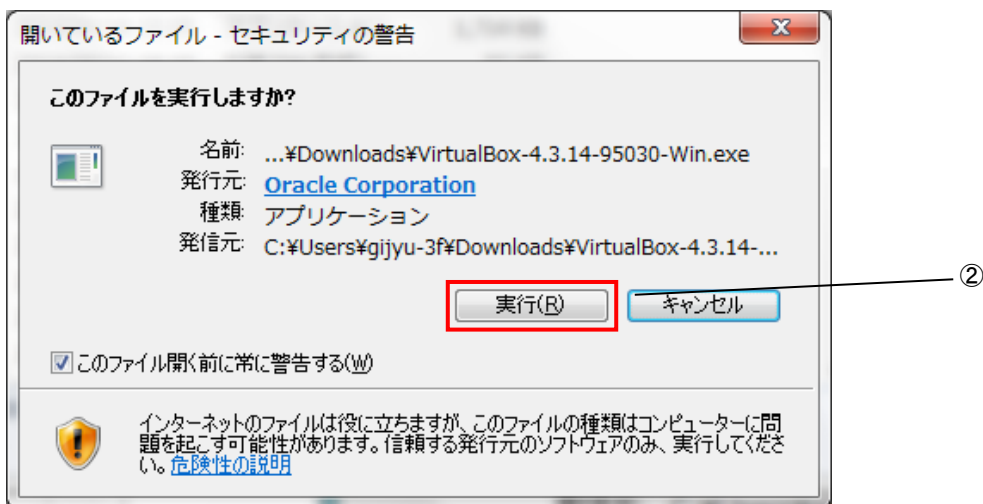 開いているファイル - セキュリティの警告
このファイルを実行しますか?
名前: ...¥Downloads¥VirtualBox-4.3.14-95030-Win.exe
発行元: Oracle Corporation
種類: アプリケーション
発信元: C:¥Users¥gijyu-3f¥Downloads¥VirtualBox-4.3.14-...
実行(R) キャンセル
②
このファイル開く前に常に警告する(W)
インターネットのファイルは役に立ちますが、このファイルの種類はコンピューターに問
題を起こす可能性があります。信頼する発行元のソフトウェアのみ、実行してくださ
い。危険性の説明